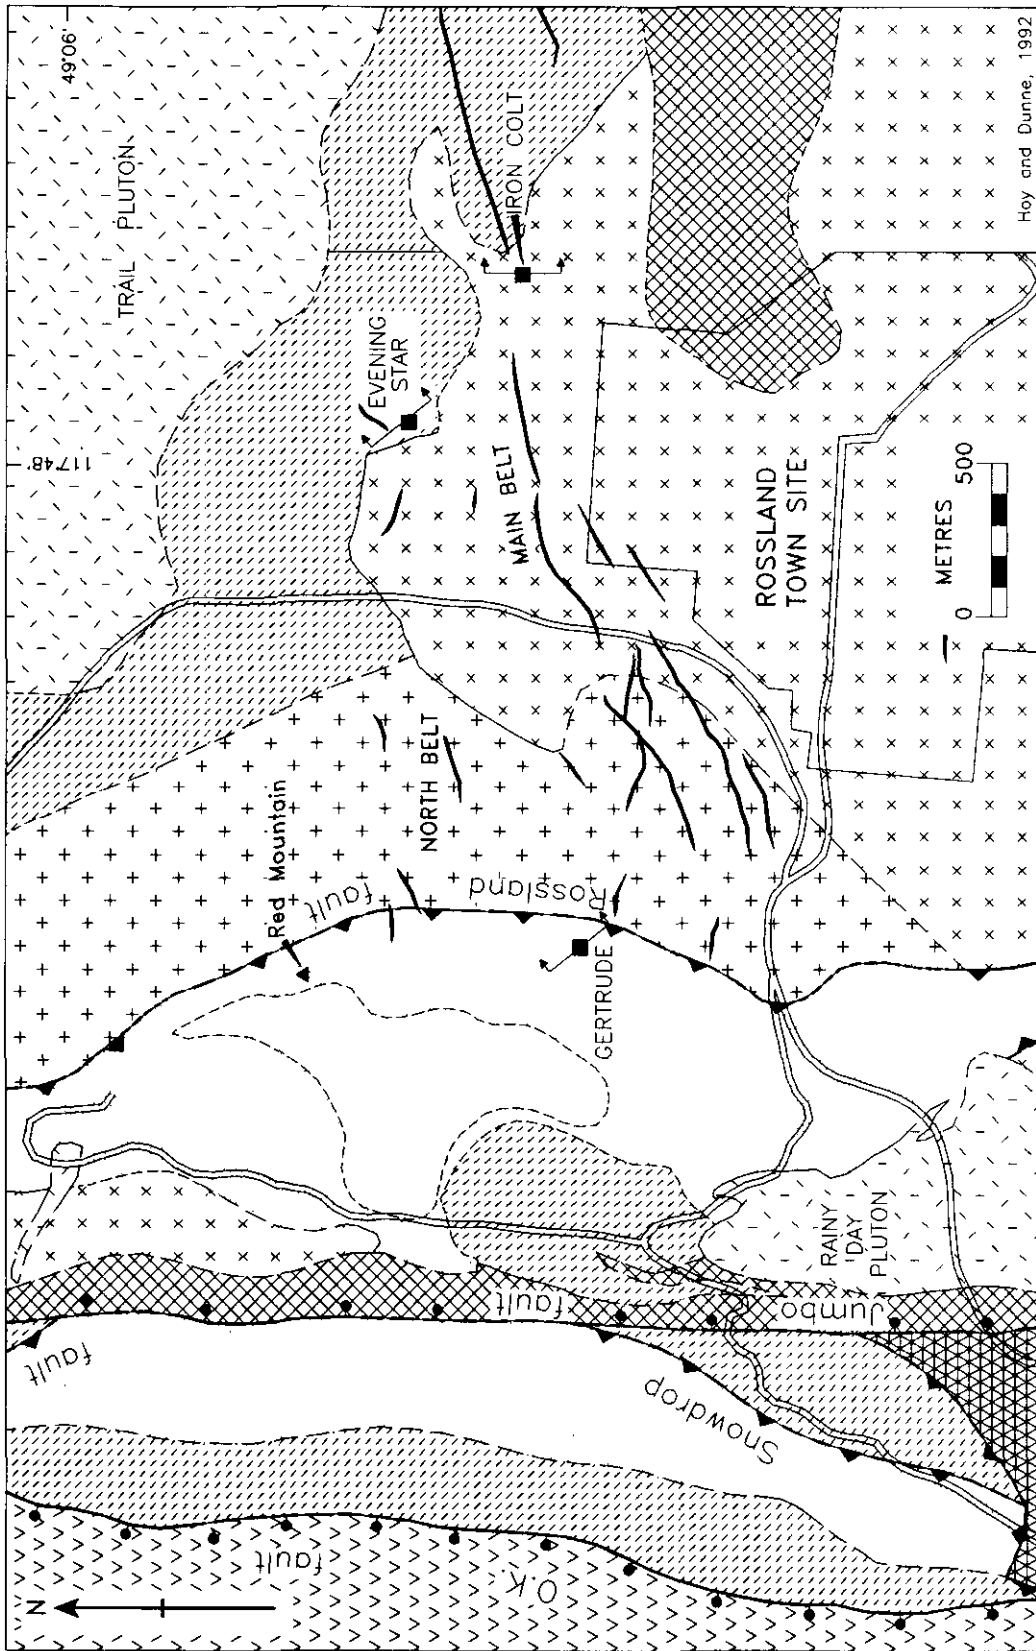 N
49°06'
117°48'
TRAIL PLUTON
EVENING
STAR
IRON COLT
MAIN BELT
NORTH BELT
Red Mountain
Rossland
fault
GERTRUDE
ROSSLAND
TOWN SITE
METRES
0 500
RAINY
DAY
PLUTON
Jumbo
fault
Snowdrop
fault
O.K.
fault
Hoy and Dunne, 1992